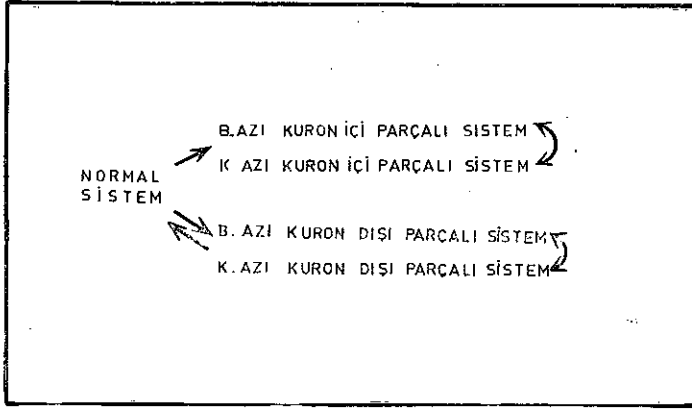 B.AZI KURON İÇİ PARÇALI SİSTEM
K AZI KURON İÇİ PARÇALI SİSTEM
NORMAL
SİSTEM
B. AZI KURON DIŞI PARÇALI SİSTEM
K. AZI KURON DIŞI PARÇALI SİSTEM